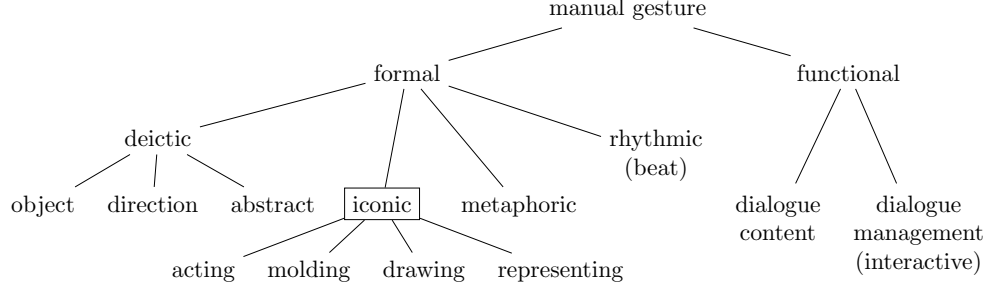 manual gesture
formal
functional
deictic
rhythmic
(beat)
object
direction
abstract
iconic
metaphoric
dialogue
content
dialogue
management
(interactive)
acting
molding
drawing
representing